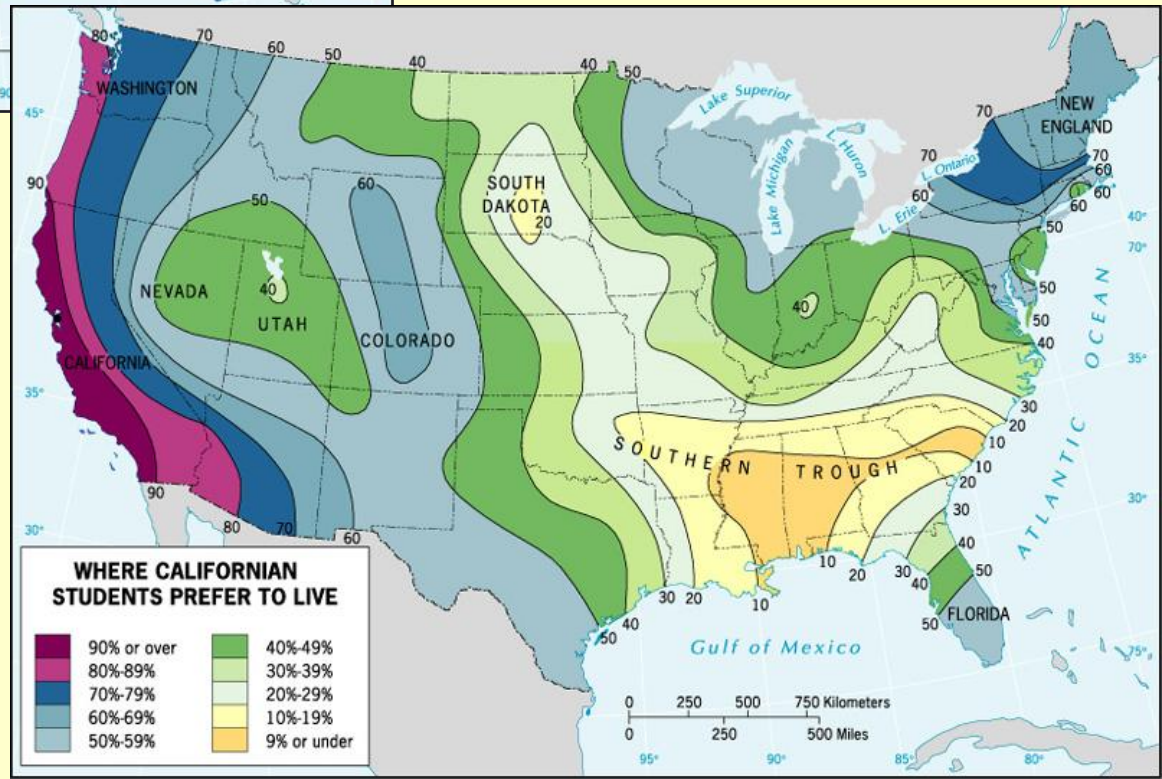 80
70
60
50
40
40
50
WASHINGTON
45°
Lake Superior
Lake Michigan
L. Huron
L. Ontario
L. Erie
NEW
ENGLAND
70
70
60
70
60
60
60
40°
70°
90
50
60
SOUTH
DAKOTA
20
50
NEVADA
40
UTAH
COLORADO
40
50
50
40
CALIFORNIA
35°
35°
ATLANTIC OCEAN
30
20
10
10
20
30
40
50
SOUTHERN TROUGH
90
80
70
60
30°
30°
10
20
30
40
50
FLORIDA
50
40
30
20
10
Gulf of Mexico
75°
WHERE CALIFORNIAN
STUDENTS PREFER TO LIVE
90% or over
80%-89%
70%-79%
60%-69%
50%-59%
40%-49%
30%-39%
20%-29%
10%-19%
9% or under
0 250 500 750 Kilometers
0 250 500 Miles
95°
90°
85°
80°